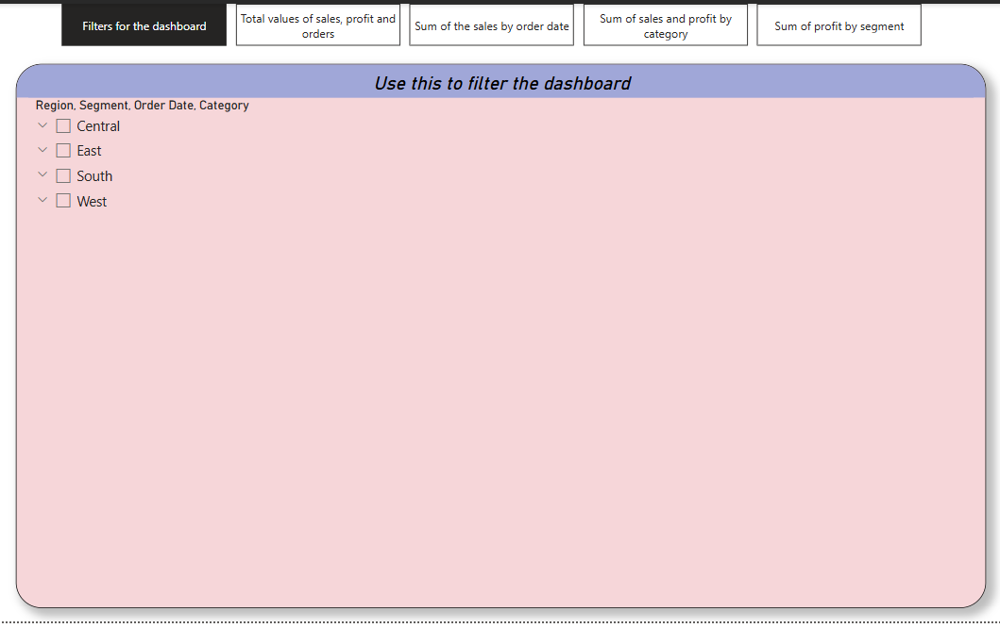 Filters for the dashboard
Total values of sales, profit and
orders
Sum of the sales by order date
Sum of sales and profit by
category
Sum of profit by segment
Use this to filter the dashboard
Region, Segment, Order Date, Category
Central
East
South
West